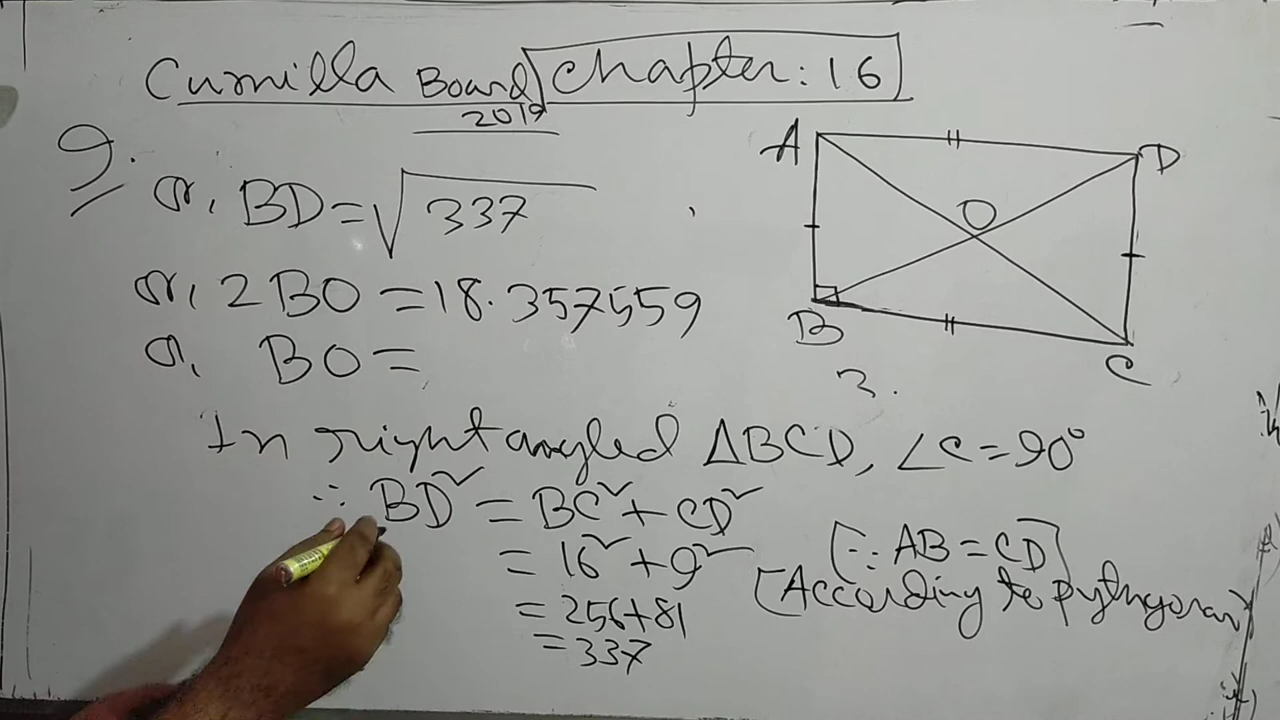 Cumilla Board Chapter: 16
2019
9.
or, BD = √337
or, 2BO = 18.357559
or, BO =
A D
O
B C
2.
In right angled ΔBCD, ∠C = 90°
∴ BD² = BC² + CD²
= 16² + 9² [∵ AB = CD]
= 256 + 81 [According to pythagoras]
= 337